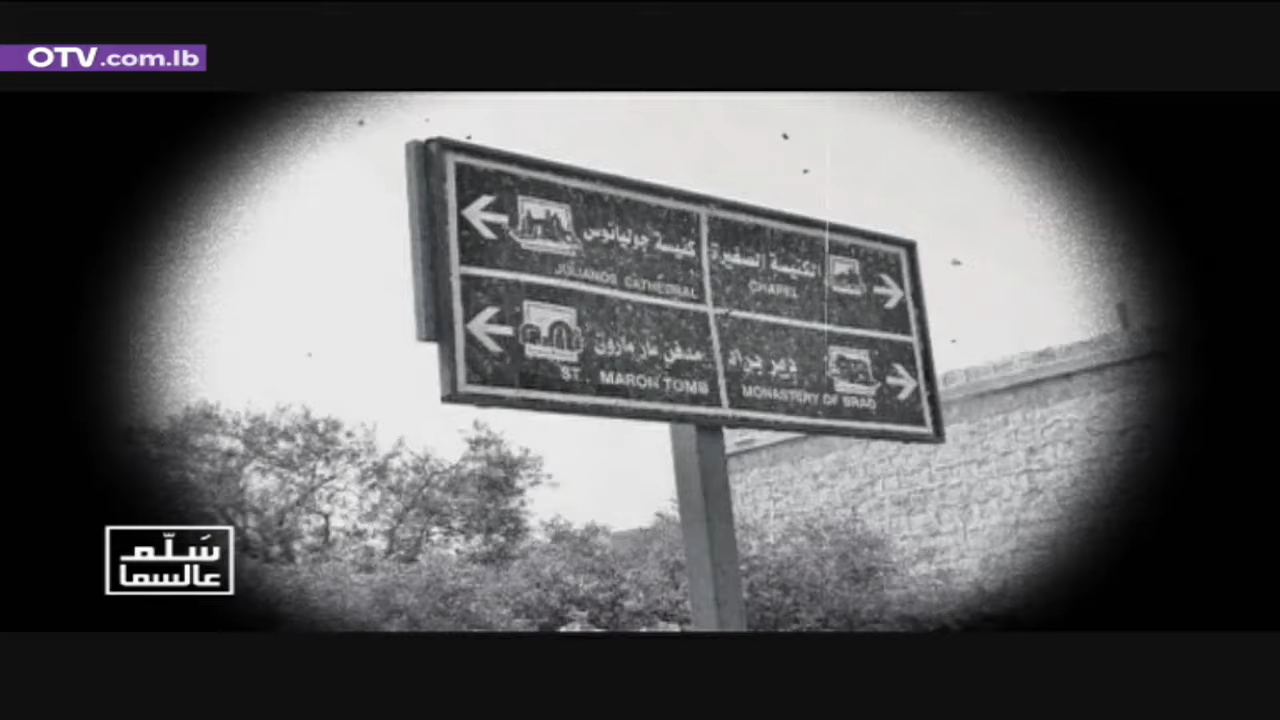 OTV.com.lb
كنيسة جوليانوس
JULIANOS CATHEDRAL
الكنيسة الصغيرة
CHAPEL
مدفن مار مارون
ST. MARON TOMB
دير براد
MONASTERY OF BRAD
سَلّم
عالسما